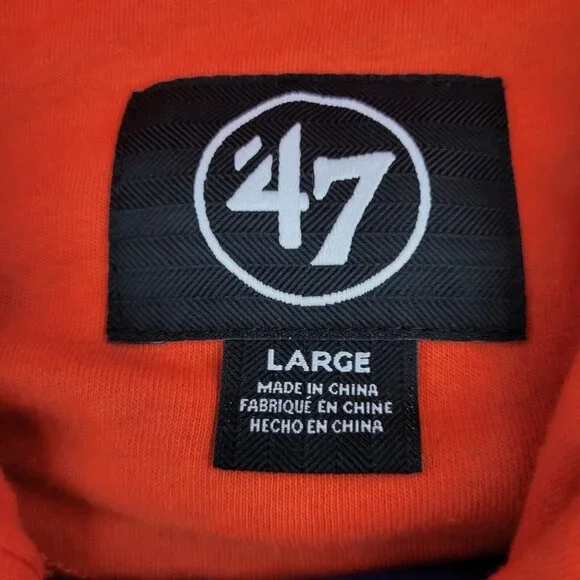 '47
LARGE
MADE IN CHINA
FABRIQUÉ EN CHINE
HECHO EN CHINA